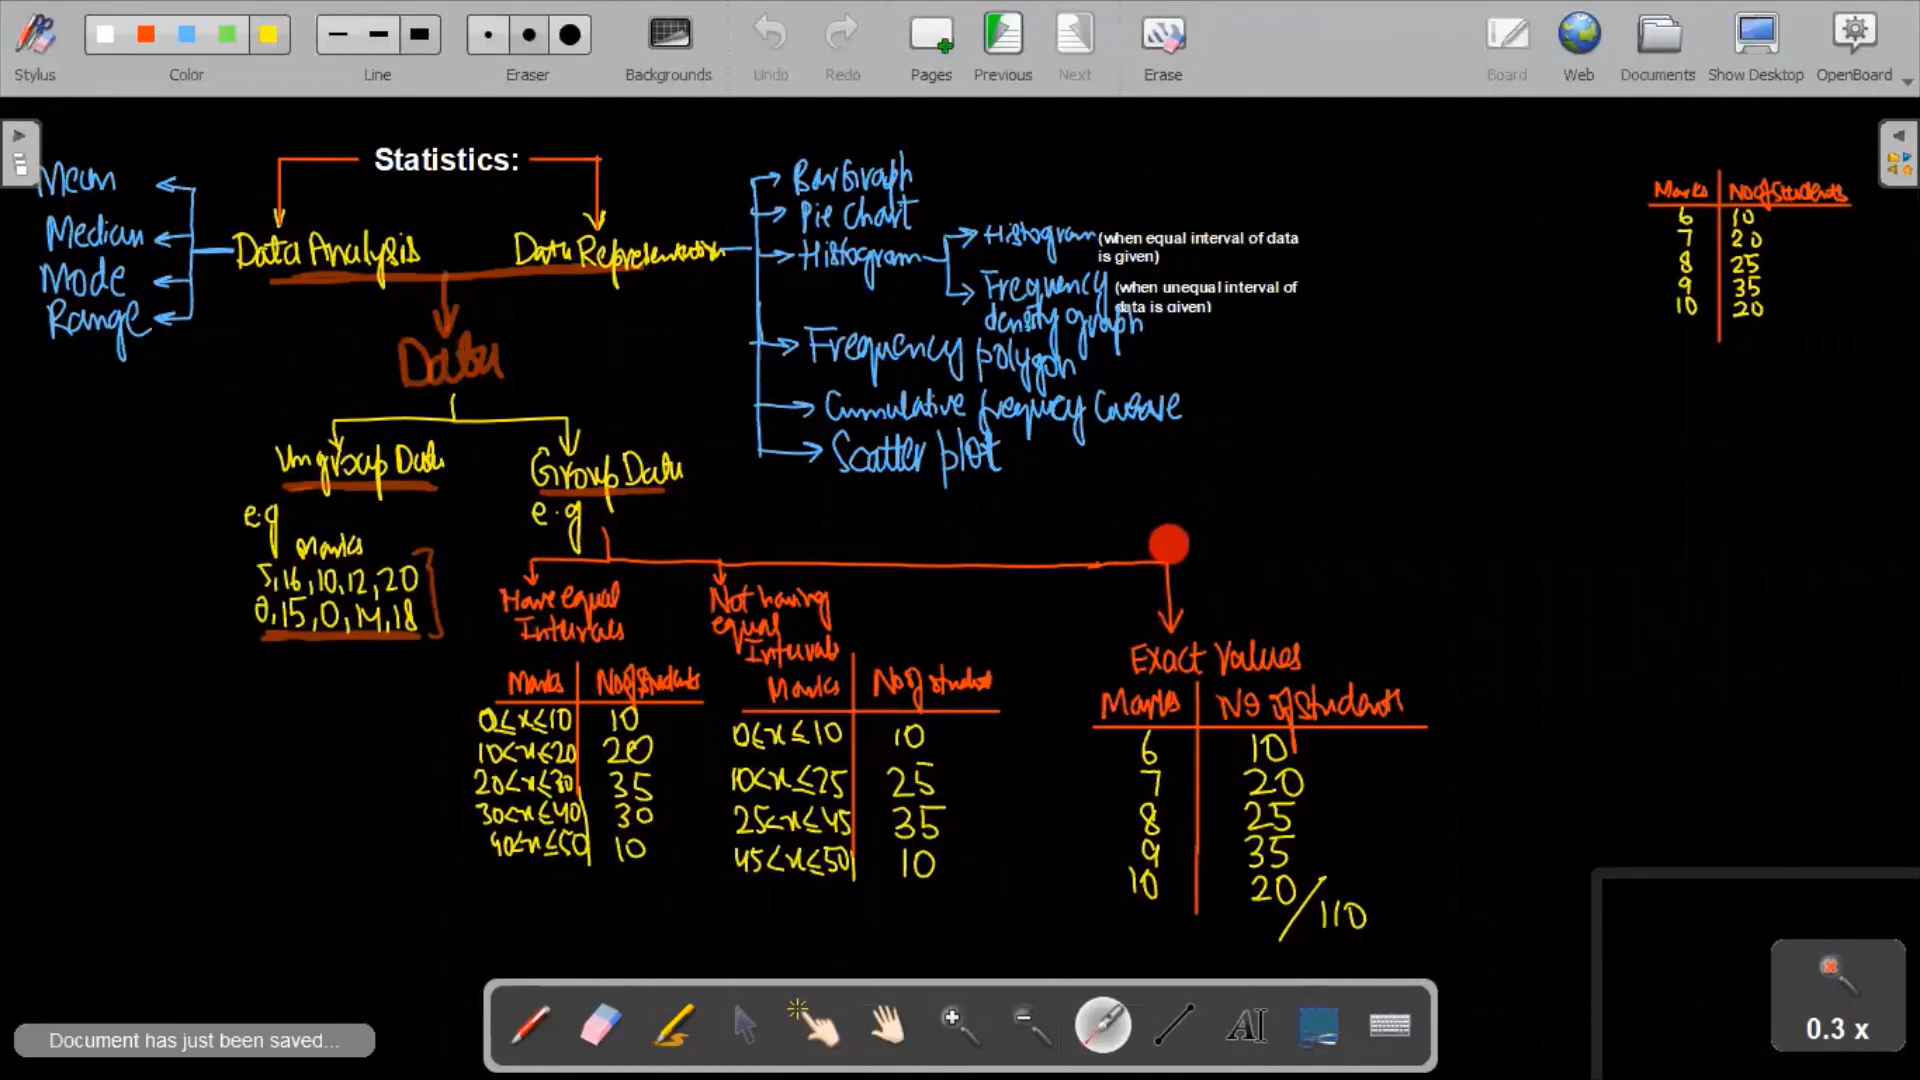 Stylus
Color
Line
Eraser
Backgrounds
Undo
Redo
Pages
Previous
Next
Erase
Board
Web
Documents
Show Desktop
OpenBoard
Statistics:
Mean
Median
Mode
Range
Data Analysis
Data Representation
Bar Graph
Pie Chart
Histogram
Histogram (when equal interval of data
is given)
Frequency (when unequal interval of
density graph data is given)
Frequency polygon
Cummulative frequency
Scatter plot
Data
Ungroup Data
e.g
Marks
5,16,10,12,20
15,0,14,18
Group Data
e.g
Have equal
Intervals
Marks No of Students
0≤x≤10 10
10<x≤20 20
20<x≤30 35
30<x≤40 30
40<x≤50 10
Not having
equal
Intervals
Marks No of student
0≤x≤10 10
10<x≤25 25
25<x≤45 35
45<x≤50 10
Exact Values
Marks No of students
6 10
7 20
8 25
9 35
10 20/110
Marks No of Students
6 10
7 20
8 25
9 35
10 20
Document has just been saved...
AI
0.3 x